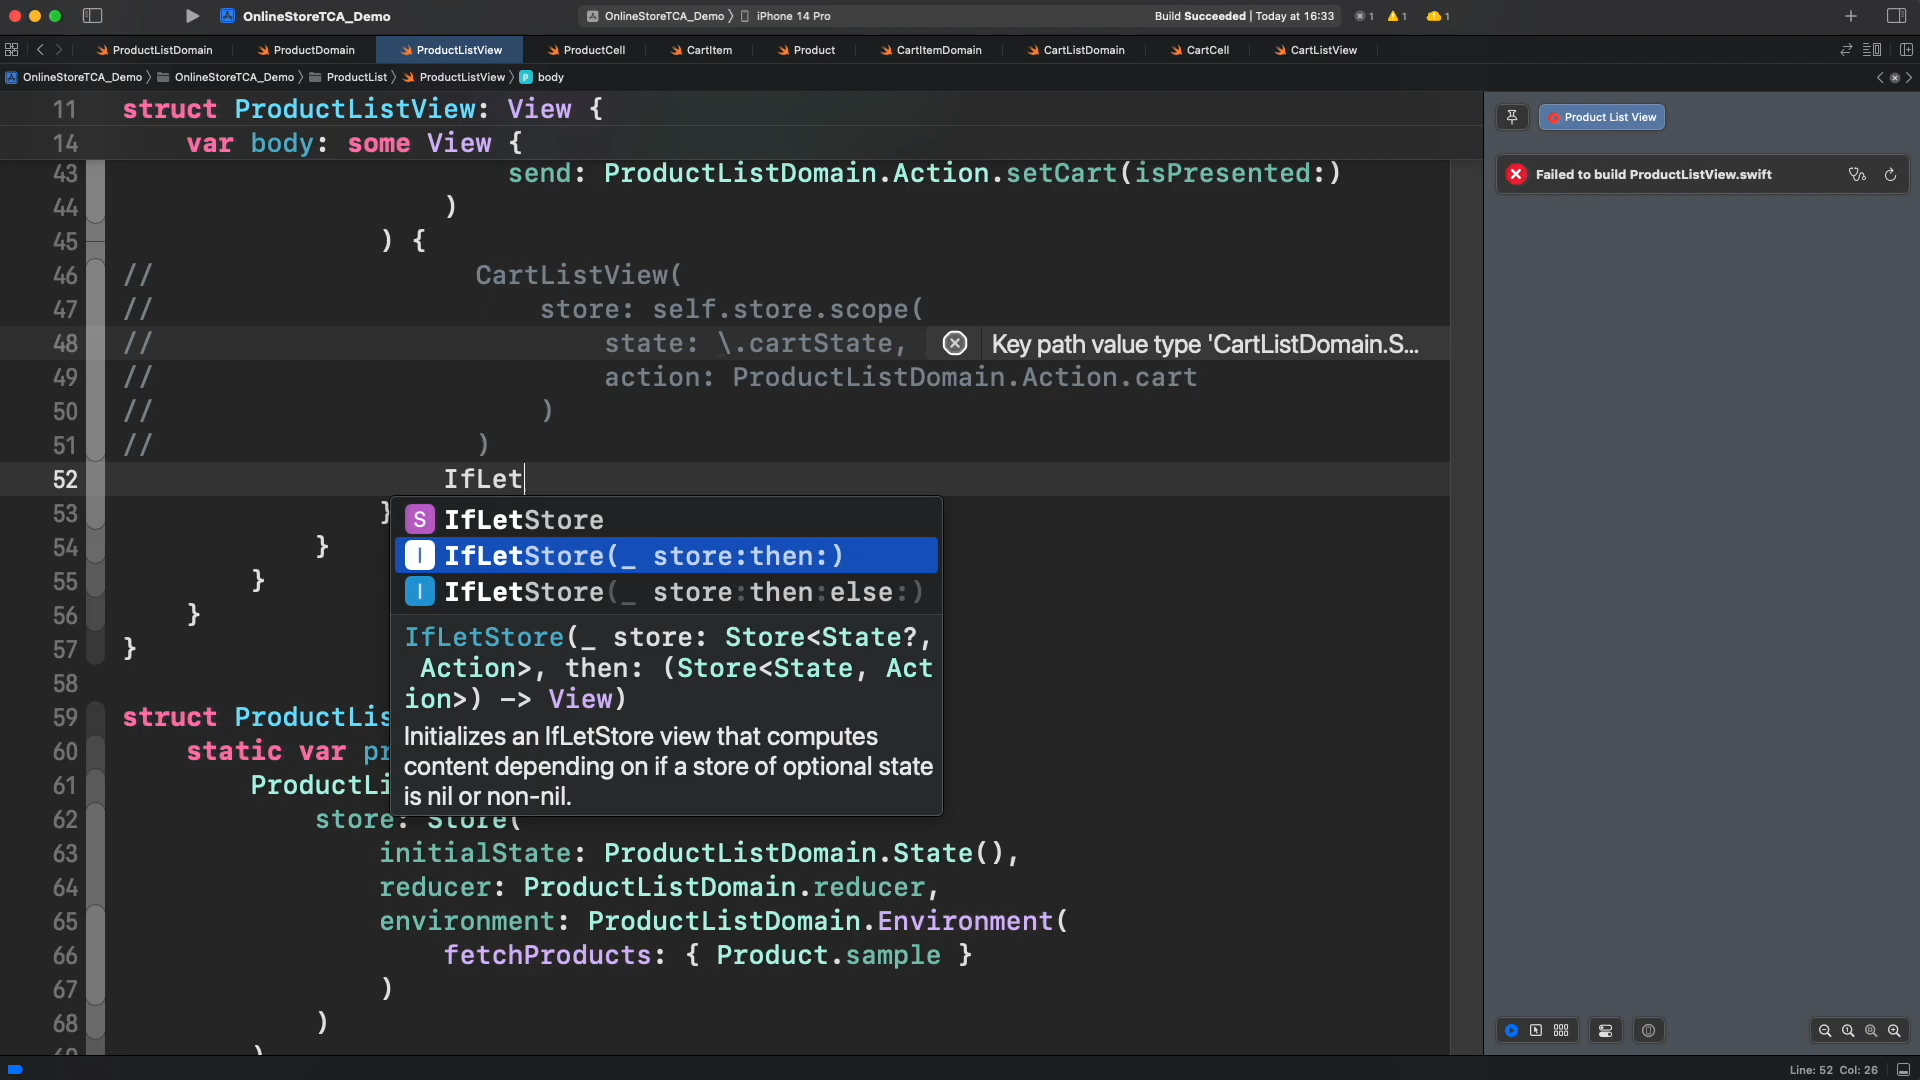 OnlineStoreTCA_Demo
OnlineStoreTCA_Demo 〉 iPhone 14 Pro
Build Succeeded | Today at 16:33
1
1
1
ProductListDomain
ProductDomain
ProductListView
ProductCell
CartItem
Product
CartItemDomain
CartListDomain
CartCell
CartListView
OnlineStoreTCA_Demo 〉 OnlineStoreTCA_Demo 〉 ProductList 〉 ProductListView 〉 P body
11 struct ProductListView: View {
14 var body: some View {
43 send: ProductListDomain.Action.setCart(isPresented:)
44 )
45 ) {
46 // CartListView(
47 // store: self.store.scope(
48 // state: \.cartState, Key path value type 'CartListDomain.S...
49 // action: ProductListDomain.Action.cart
50 // )
51 // )
52 IfLet
53 }
S IfLetStore
54 }
I IfLetStore(_ store:then:)
55 }
I IfLetStore(_ store:then:else:)
56 }
IfLetStore(_ store: Store<State?,
57 }
Action>, then: (Store<State, Act
58
ion>) -> View)
59 struct ProductLis
Initializes an IfLetStore view that computes
60 static var pr
content depending on if a store of optional state
61 ProductLi
is nil or non-nil.
62 store: Store(
63 initialState: ProductListDomain.State(),
64 reducer: ProductListDomain.reducer,
65 environment: ProductListDomain.Environment(
66 fetchProducts: { Product.sample }
67 )
68 )
69 )
Product List View
Failed to build ProductListView.swift
Line: 52 Col: 26